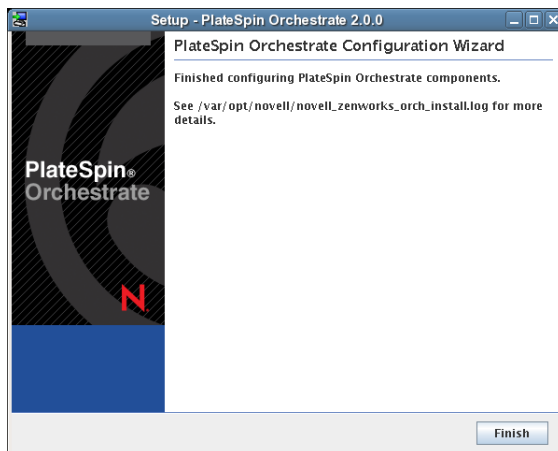 Setup - PlateSpin Orchestrate 2.0.0
PlateSpin Orchestrate Configuration Wizard
Finished configuring PlateSpin Orchestrate components.
See /var/opt/novell/novell_zenworks_orch_install.log for more
details.
PlateSpin®
Orchestrate
N
Finish